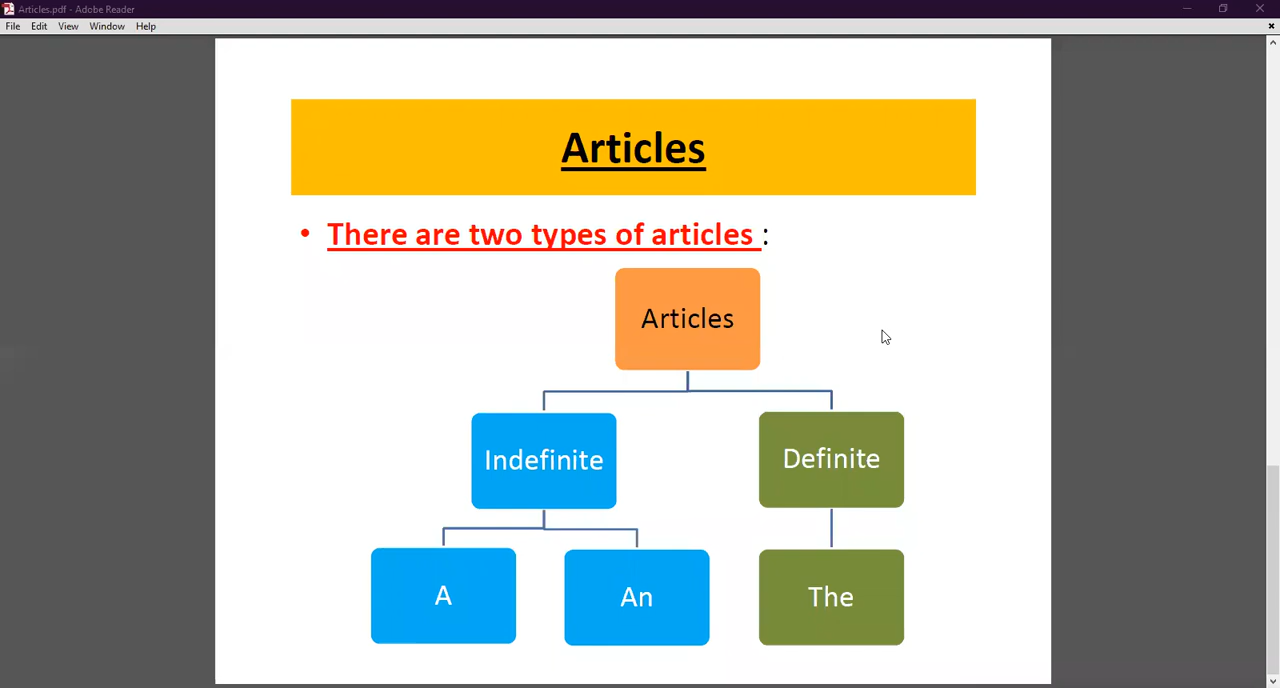 Articles.pdf - Adobe Reader
File Edit View Window Help
Articles
• There are two types of articles :
Articles
Indefinite Definite
A An The